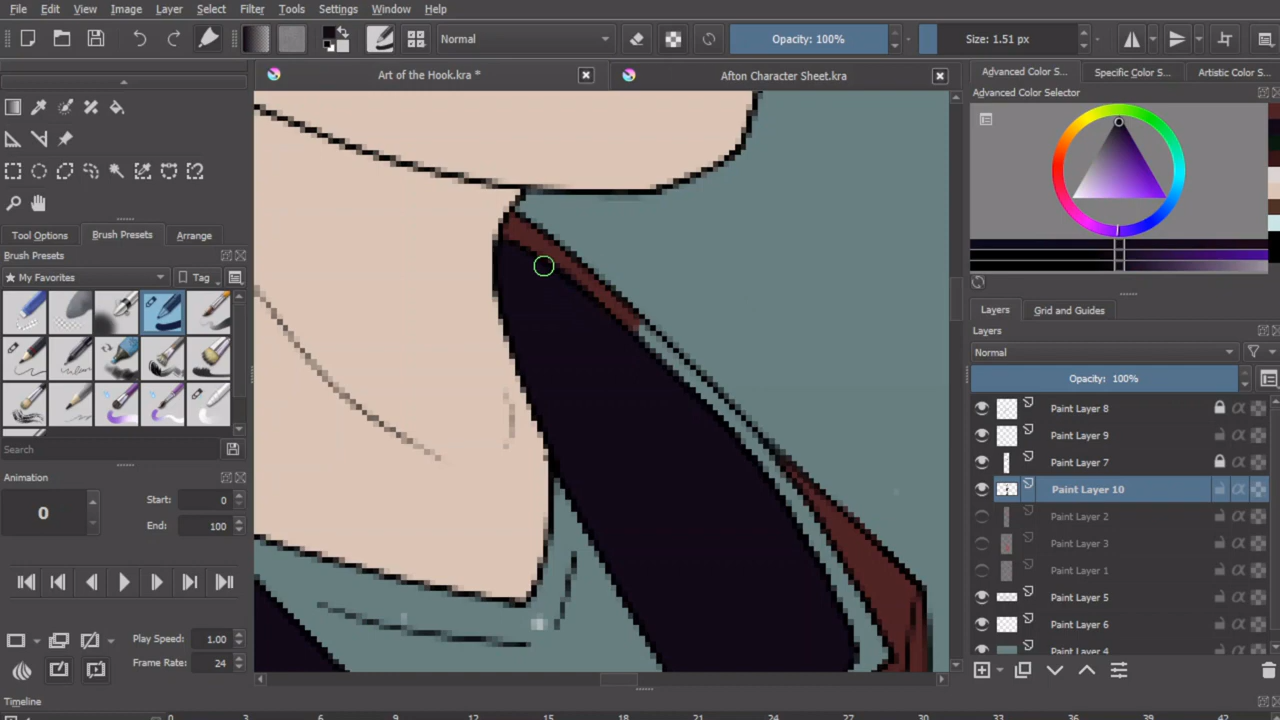 File Edit View Image Layer Select Filter Tools Settings Window Help
Normal Opacity: 100% Size: 1.51 px
Art of the Hook.kra * Afton Character Sheet.kra
Advanced Color S... Specific Color S... Artistic Color S...
Advanced Color Selector
Tool Options Brush Presets Arrange
Brush Presets
My Favorites Tag
Search
Animation
0 Start: 0
End: 100
Play Speed: 1.00
Frame Rate: 24
Timeline
0 3 6 9 12 15 18 21 24 27 30 33 36 39 42
Layers Grid and Guides
Layers
Normal
Opacity: 100%
Paint Layer 8
Paint Layer 9
Paint Layer 7
Paint Layer 10
Paint Layer 2
Paint Layer 3
Paint Layer 1
Paint Layer 5
Paint Layer 6
Paint Layer 4